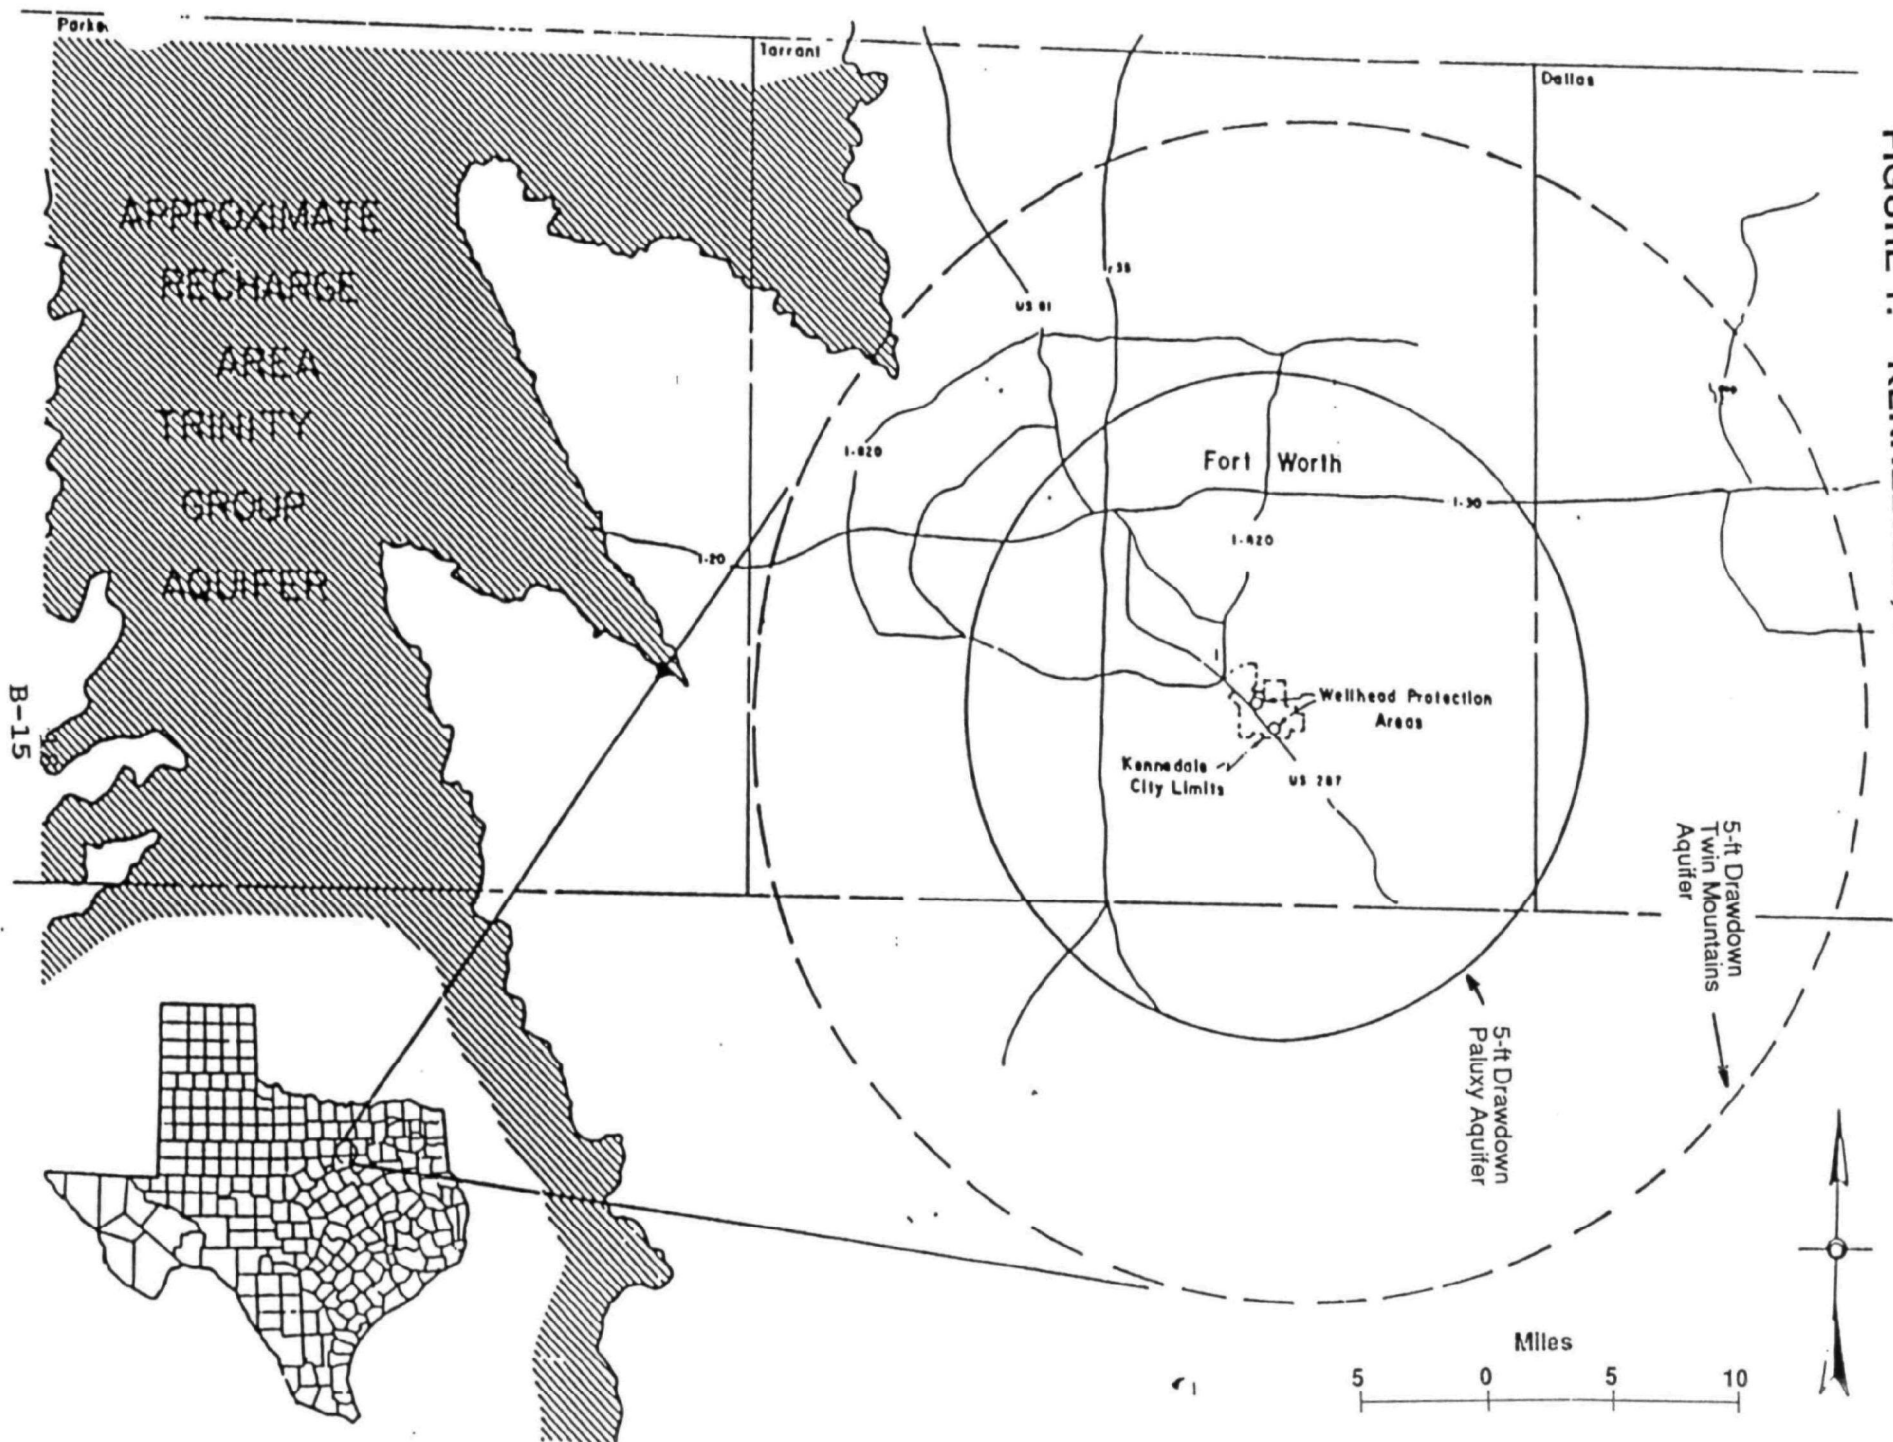 Tarrant
Dallas
APPROXIMATE
RECHARGE
AREA
TRINITY
GROUP
AQUIFER
US 81
I-820
Fort Worth
I-30
I-820
I-20
Wellhead Protection
Areas
Kennedale
City Limits
US 287
5-ft Drawdown
Twin Mountains
Aquifer
5-ft Drawdown
Paluxy Aquifer
B-15
Miles
5 0 5 10